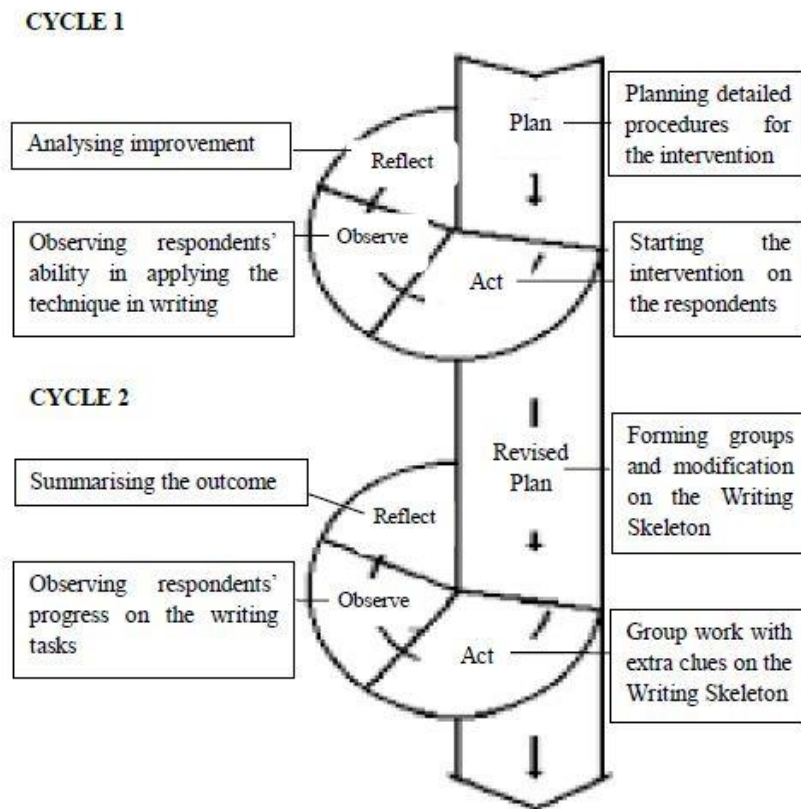 CYCLE 1
Plan
Planning detailed
procedures for
the intervention
Analysing improvement
Reflect
Observing respondents'
ability in applying the
technique in writing
Observe
Act
Starting the
intervention on
the respondents
CYCLE 2
Revised
Plan
Forming groups
and modification
on the Writing
Skeleton
Summarising the outcome
Reflect
Observing respondents'
progress on the writing
tasks
Observe
Act
Group work with
extra clues on the
Writing Skeleton